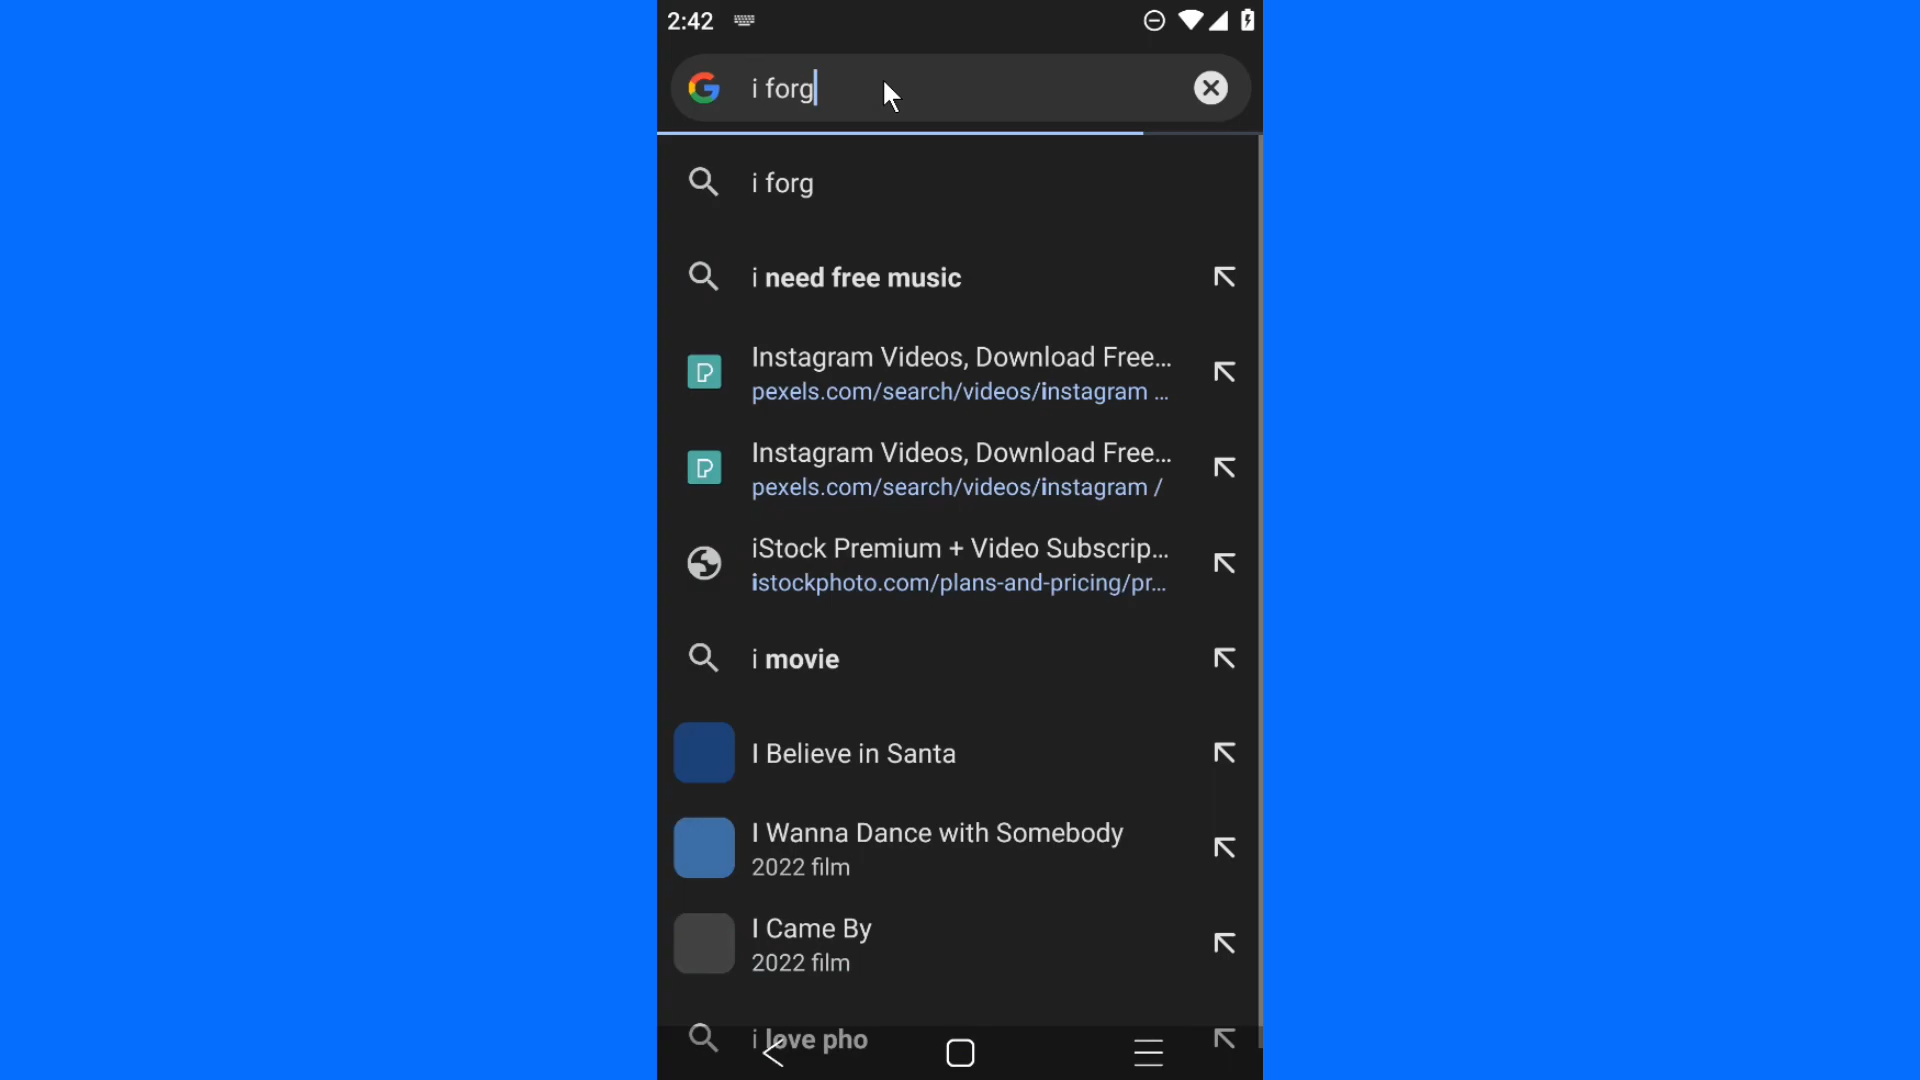 2:42
i forg
i forg
i need free music
Instagram Videos, Download Free...
pexels.com/search/videos/instagram ...
Instagram Videos, Download Free...
pexels.com/search/videos/instagram /
iStock Premium + Video Subscrip...
istockphoto.com/plans-and-pricing/pr...
i movie
I Believe in Santa
I Wanna Dance with Somebody
2022 film
I Came By
2022 film
i love pho